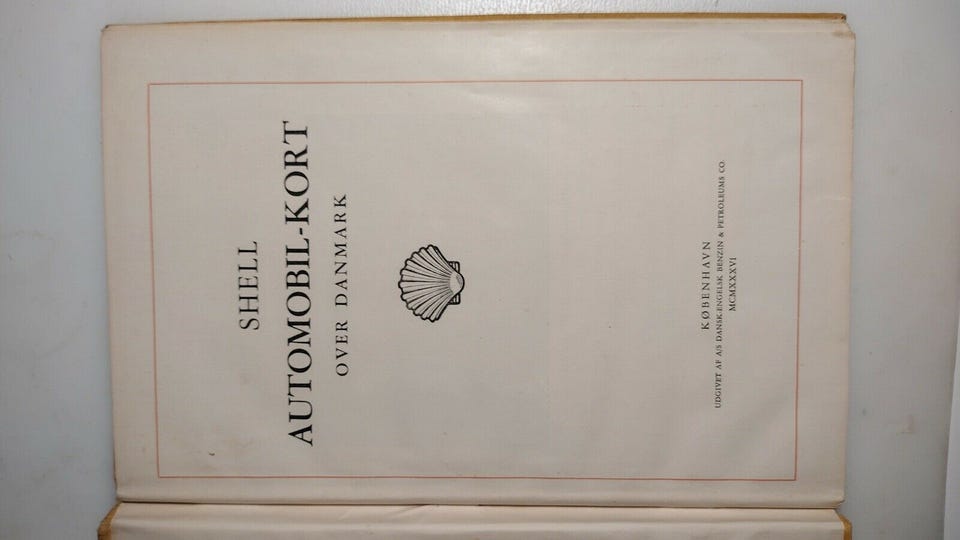 SHELL
AUTOMOBIL-KORT
OVER DANMARK
KØBENHAVN
UDGIVET AF A/S DANSK-ENGELSK BENZIN & PETROLEUMS CO.
MCMXXXVI